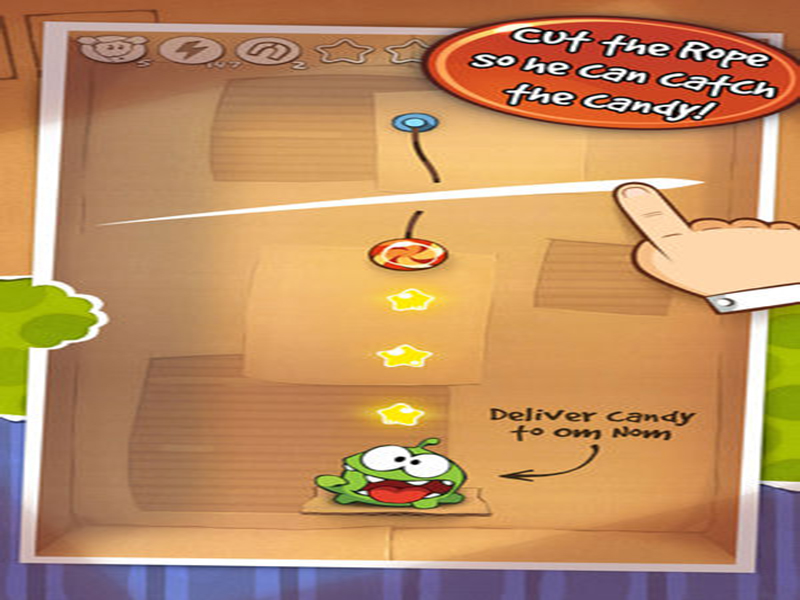 Cut the Rope
so he can catch
the candy!
Deliver candy
to Om Nom